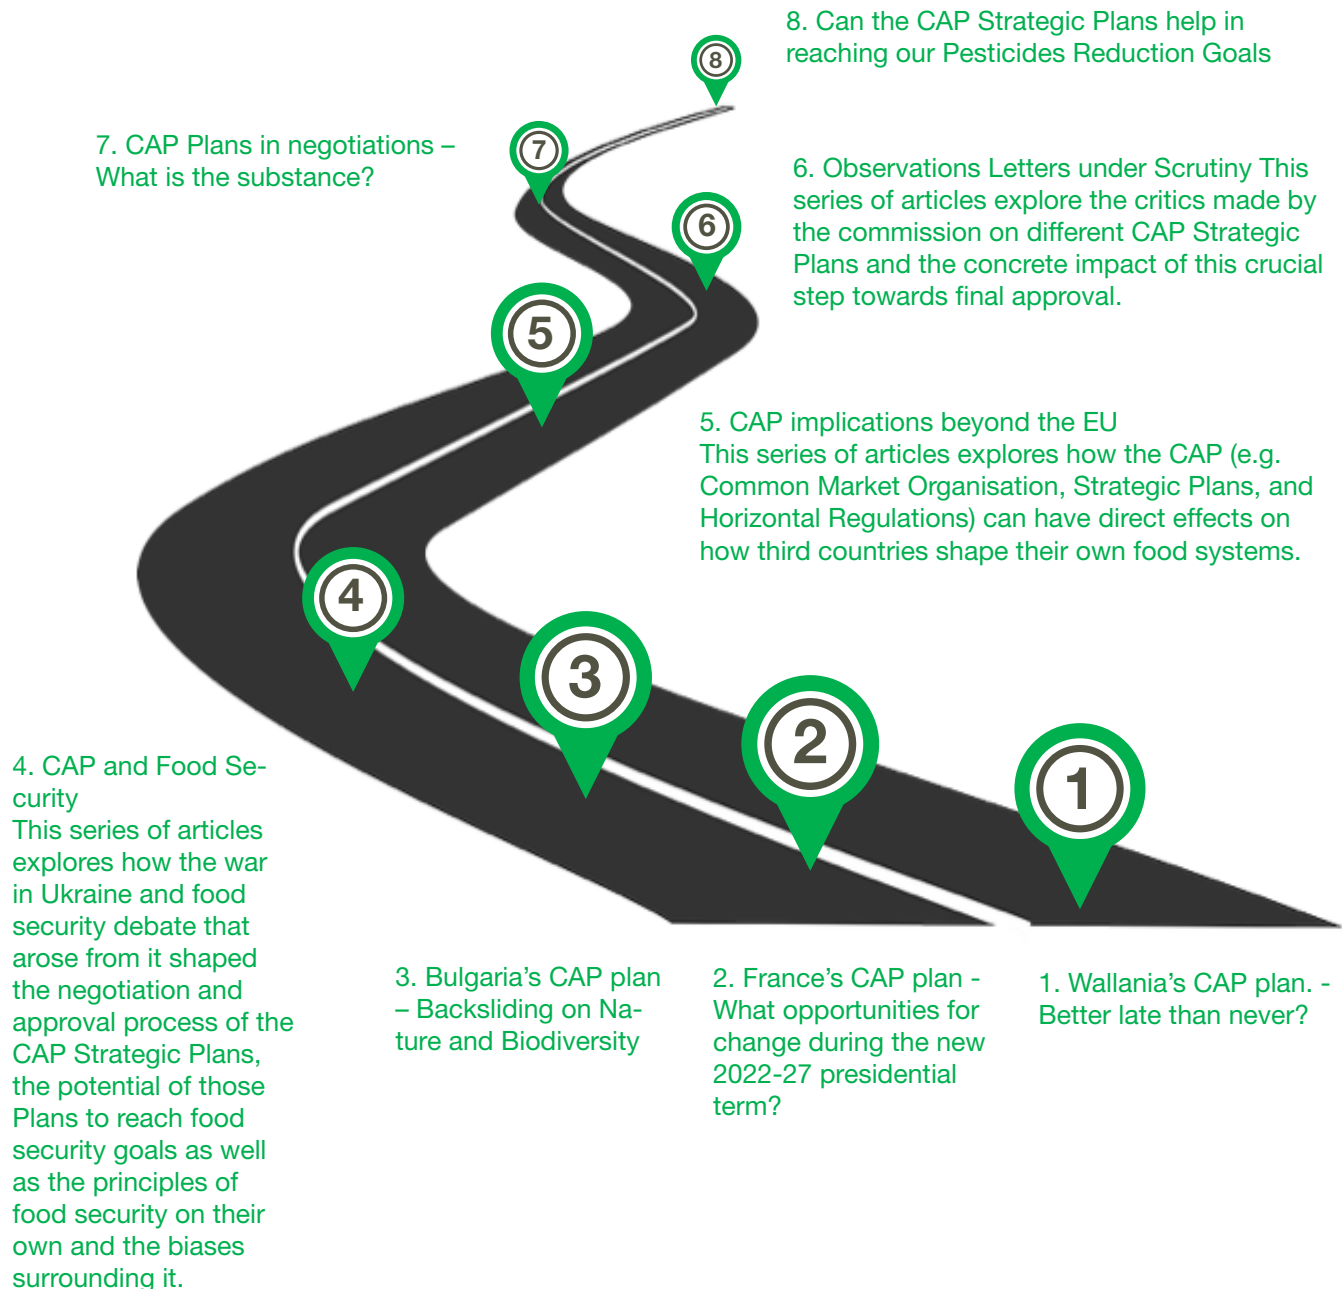 8. Can the CAP Strategic Plans help in
reaching our Pesticides Reduction Goals
8
7. CAP Plans in negotiations –
What is the substance?
7
6. Observations Letters under Scrutiny This
series of articles explore the critics made by
the commission on different CAP Strategic
Plans and the concrete impact of this crucial
step towards final approval.
6
5
5. CAP implications beyond the EU
This series of articles explores how the CAP (e.g.
Common Market Organisation, Strategic Plans, and
Horizontal Regulations) can have direct effects on
how third countries shape their own food systems.
4
3
2
1
4. CAP and Food Se-
curity
This series of articles
explores how the war
in Ukraine and food
security debate that
arose from it shaped
the negotiation and
approval process of the
CAP Strategic Plans,
the potential of those
Plans to reach food
security goals as well
as the principles of
food security on their
own and the biases
surrounding it.
3. Bulgaria’s CAP plan
– Backsliding on Na-
ture and Biodiversity
2. France’s CAP plan -
What opportunities for
change during the new
2022-27 presidential
term?
1. Wallania’s CAP plan. -
Better late than never?